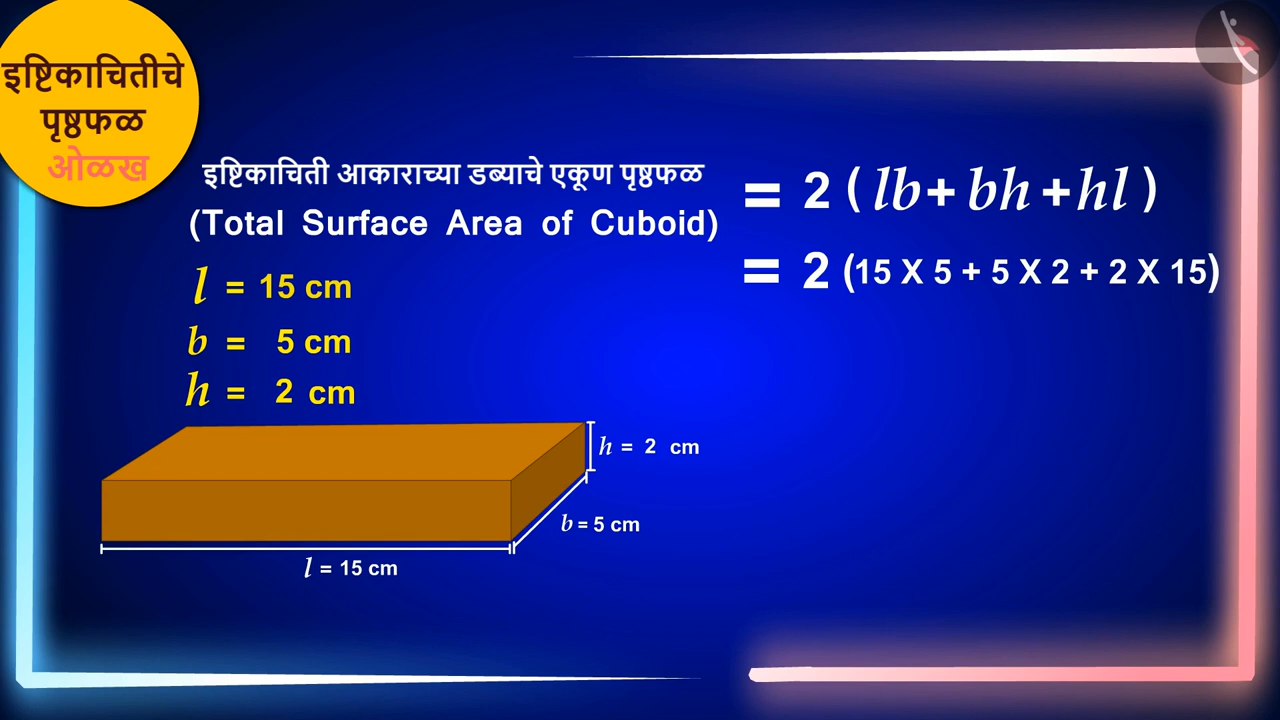 इष्टिकाचितीचे
पृष्ठफळ
ओळख
इष्टिकाचिती आकाराच्या डब्याचे एकूण पृष्ठफळ
(Total Surface Area of Cuboid)
= 2 ( lb + bh + hl )
= 2 (15 X 5 + 5 X 2 + 2 X 15)
l = 15 cm
b = 5 cm
h = 2 cm
h = 2 cm
b = 5 cm
l = 15 cm